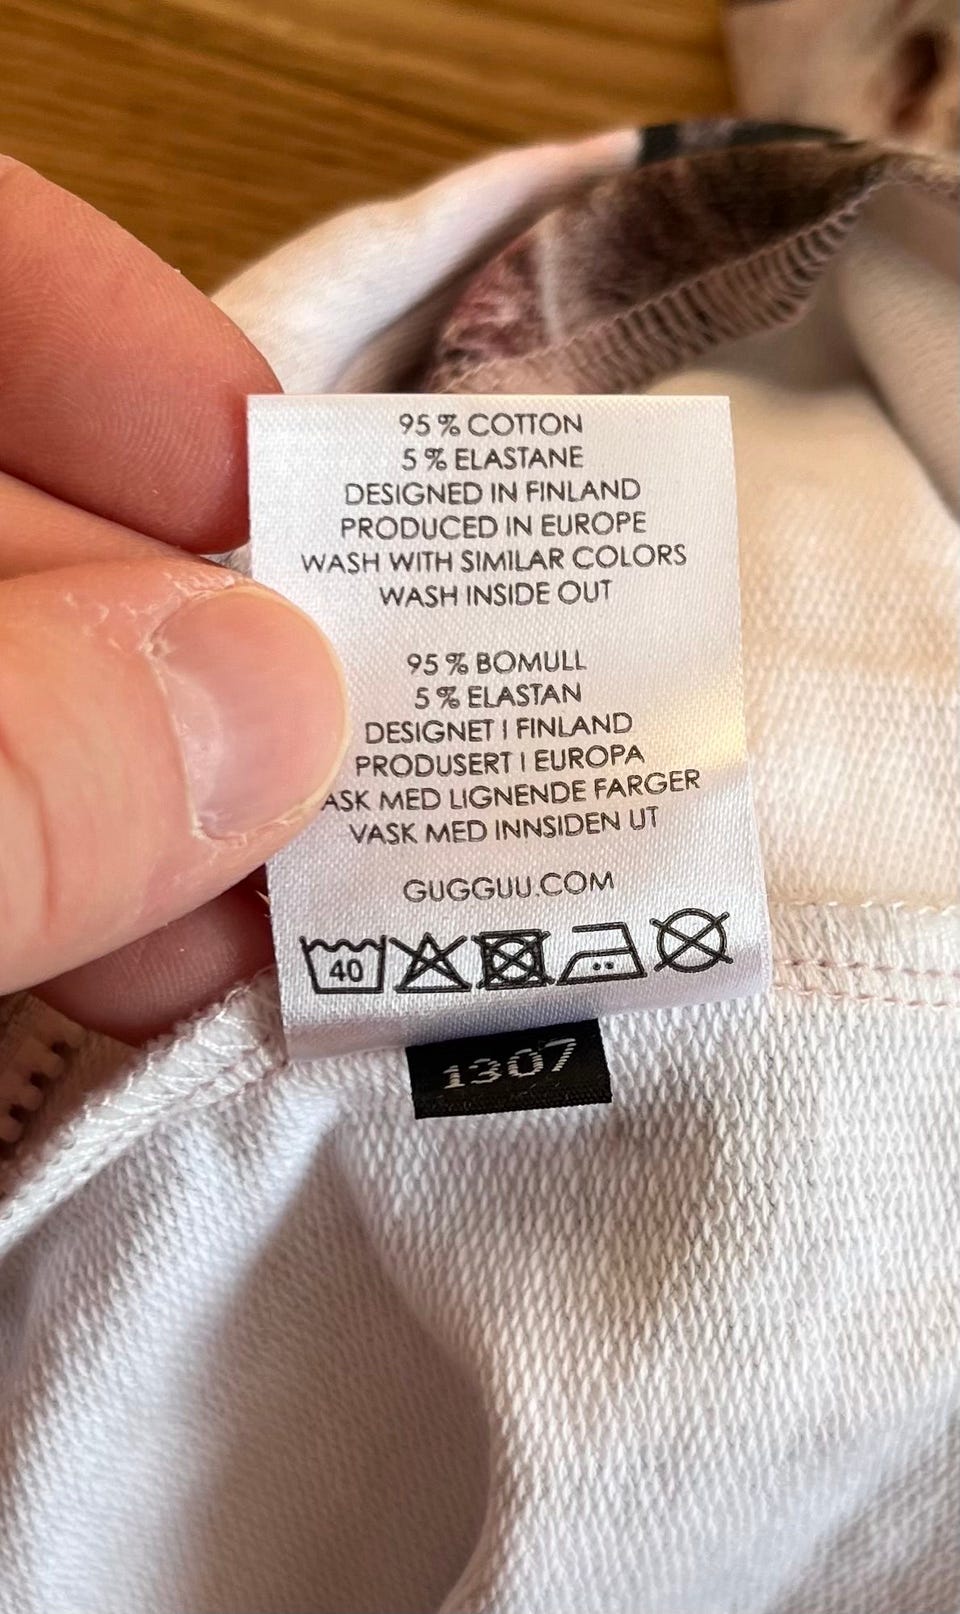 95 % COTTON
5 % ELASTANE
DESIGNED IN FINLAND
PRODUCED IN EUROPE
WASH WITH SIMILAR COLORS
WASH INSIDE OUT
95 % BOMULL
5 % ELASTAN
DESIGNET I FINLAND
PRODUSERT I EUROPA
ASK MED LIGNENDE FARGER
VASK MED INNSIDEN UT
GUGGUU.COM
40
1307